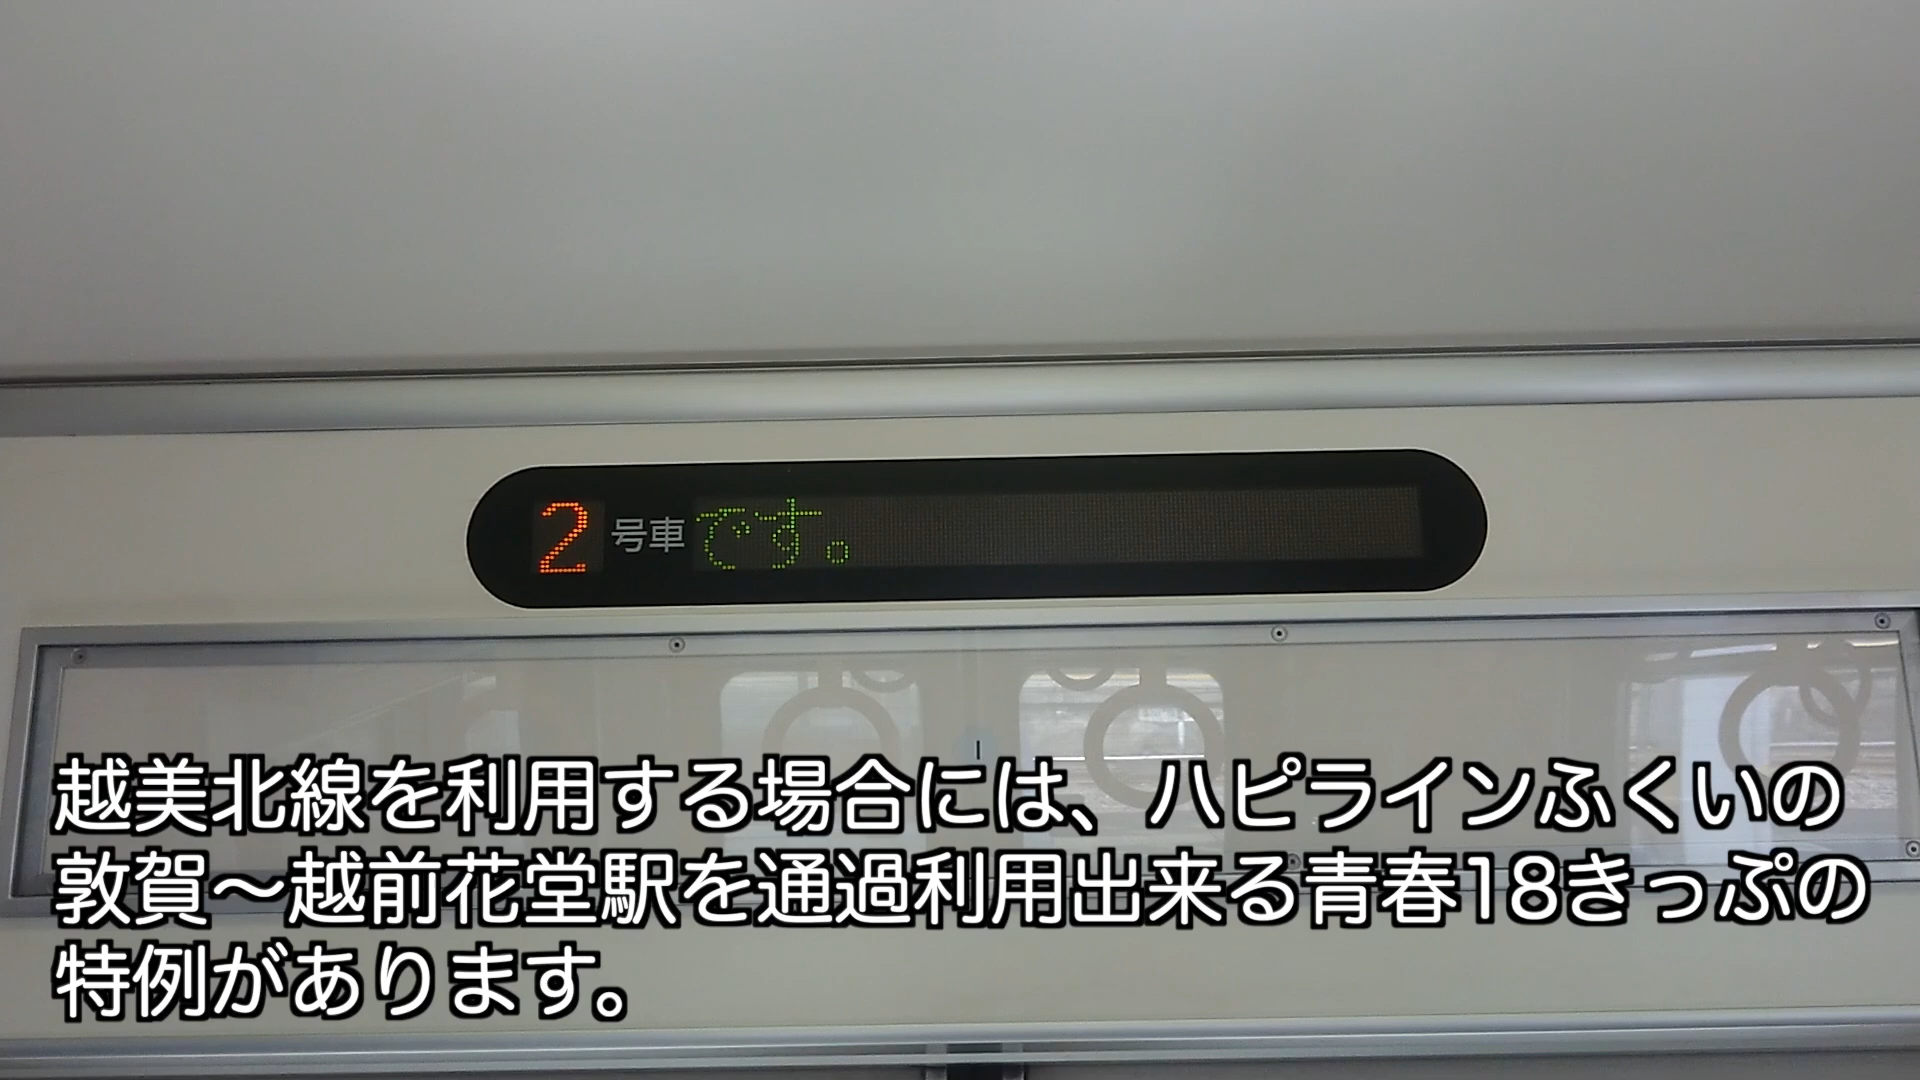 2号車です。
越美北線を利用する場合には、ハピラインふくいの
敦賀～越前花堂駅を通過利用出来る青春18きっぷの
特例があります。